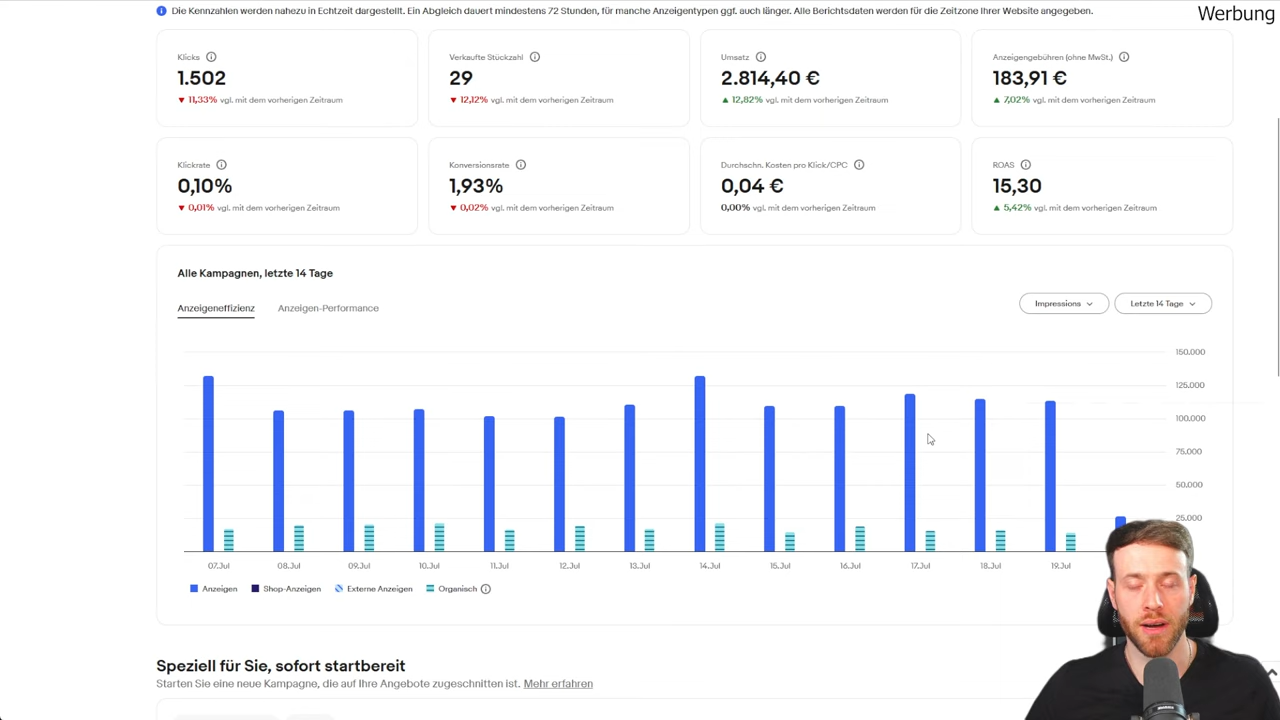 Werbung
Die Kennzahlen werden nahezu in Echtzeit dargestellt. Ein Abgleich dauert mindestens 72 Stunden, für manche Anzeigentypen ggf. auch länger. Alle Berichtsdaten werden für die Zeitzone Ihrer Website angegeben.
Klicks
1.502
11,33% vgl. mit dem vorherigen Zeitraum
Verkaufte Stückzahl
29
12,12% vgl. mit dem vorherigen Zeitraum
Umsatz
2.814,40 €
12,82% vgl. mit dem vorherigen Zeitraum
Anzeigengebühren (ohne MwSt.)
183,91 €
7,02% vgl. mit dem vorherigen Zeitraum
Klickrate
0,10%
0,01% vgl. mit dem vorherigen Zeitraum
Konversionsrate
1,93%
0,02% vgl. mit dem vorherigen Zeitraum
Durchschn. Kosten pro Klick/CPC
0,04 €
0,00% vgl. mit dem vorherigen Zeitraum
ROAS
15,30
5,42% vgl. mit dem vorherigen Zeitraum
Alle Kampagnen, letzte 14 Tage
Anzeigeneffizienz Anzeigen-Performance
Impressions Letzte 14 Tage
150.000
125.000
100.000
75.000
50.000
25.000
07.Jul 08.Jul 09.Jul 10.Jul 11.Jul 12.Jul 13.Jul 14.Jul 15.Jul 16.Jul 17.Jul 18.Jul 19.Jul
Anzeigen Shop-Anzeigen Externe Anzeigen Organisch
Speziell für Sie, sofort startbereit
Starten Sie eine neue Kampagne, die auf Ihre Angebote zugeschnitten ist. Mehr erfahren